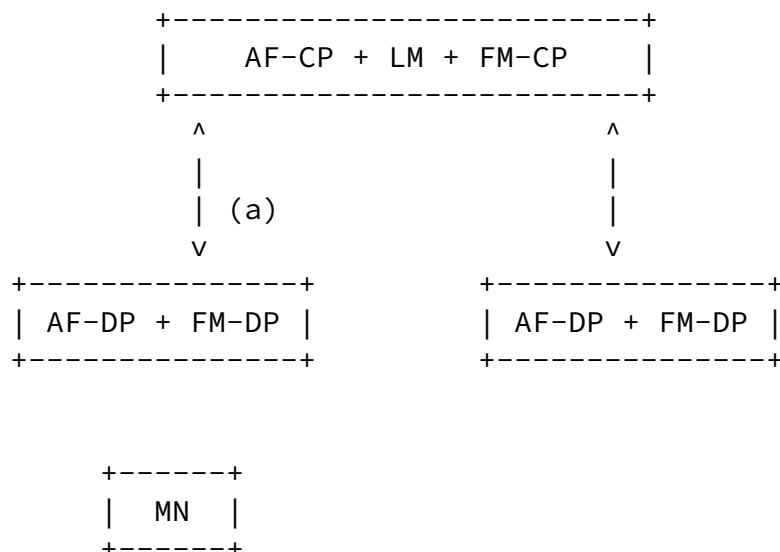 +--------------------------+
|    AF-CP + LM + FM-CP    |
+--------------------------+
^                      ^
|                      |
| (a)                  |
v                      v
+---------------+         +---------------+
| AF-DP + FM-DP |         | AF-DP + FM-DP |
+---------------+         +---------------+
+------+
|  MN  |
+------+